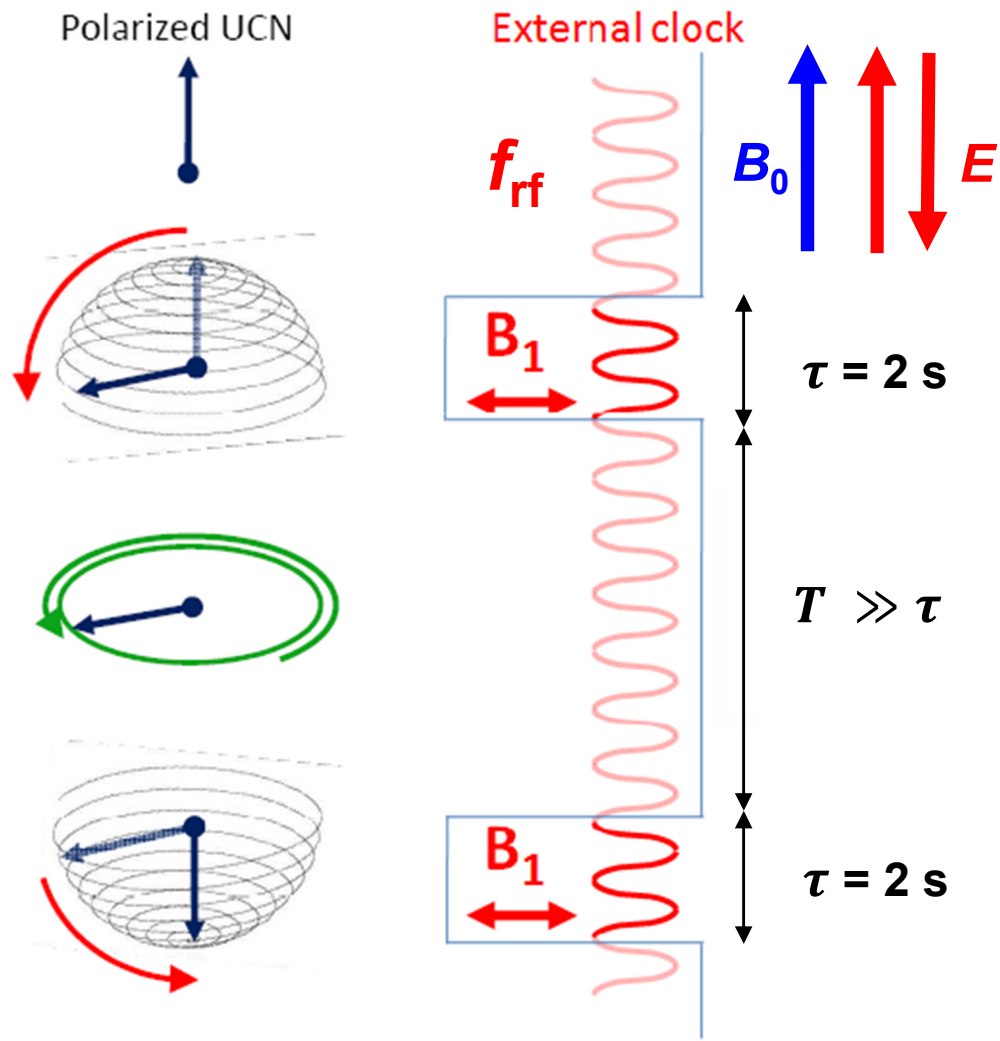 Polarized UCN
External clock
f_rf
B_0
E
B_1
τ = 2 s
T ≫ τ
B_1
τ = 2 s